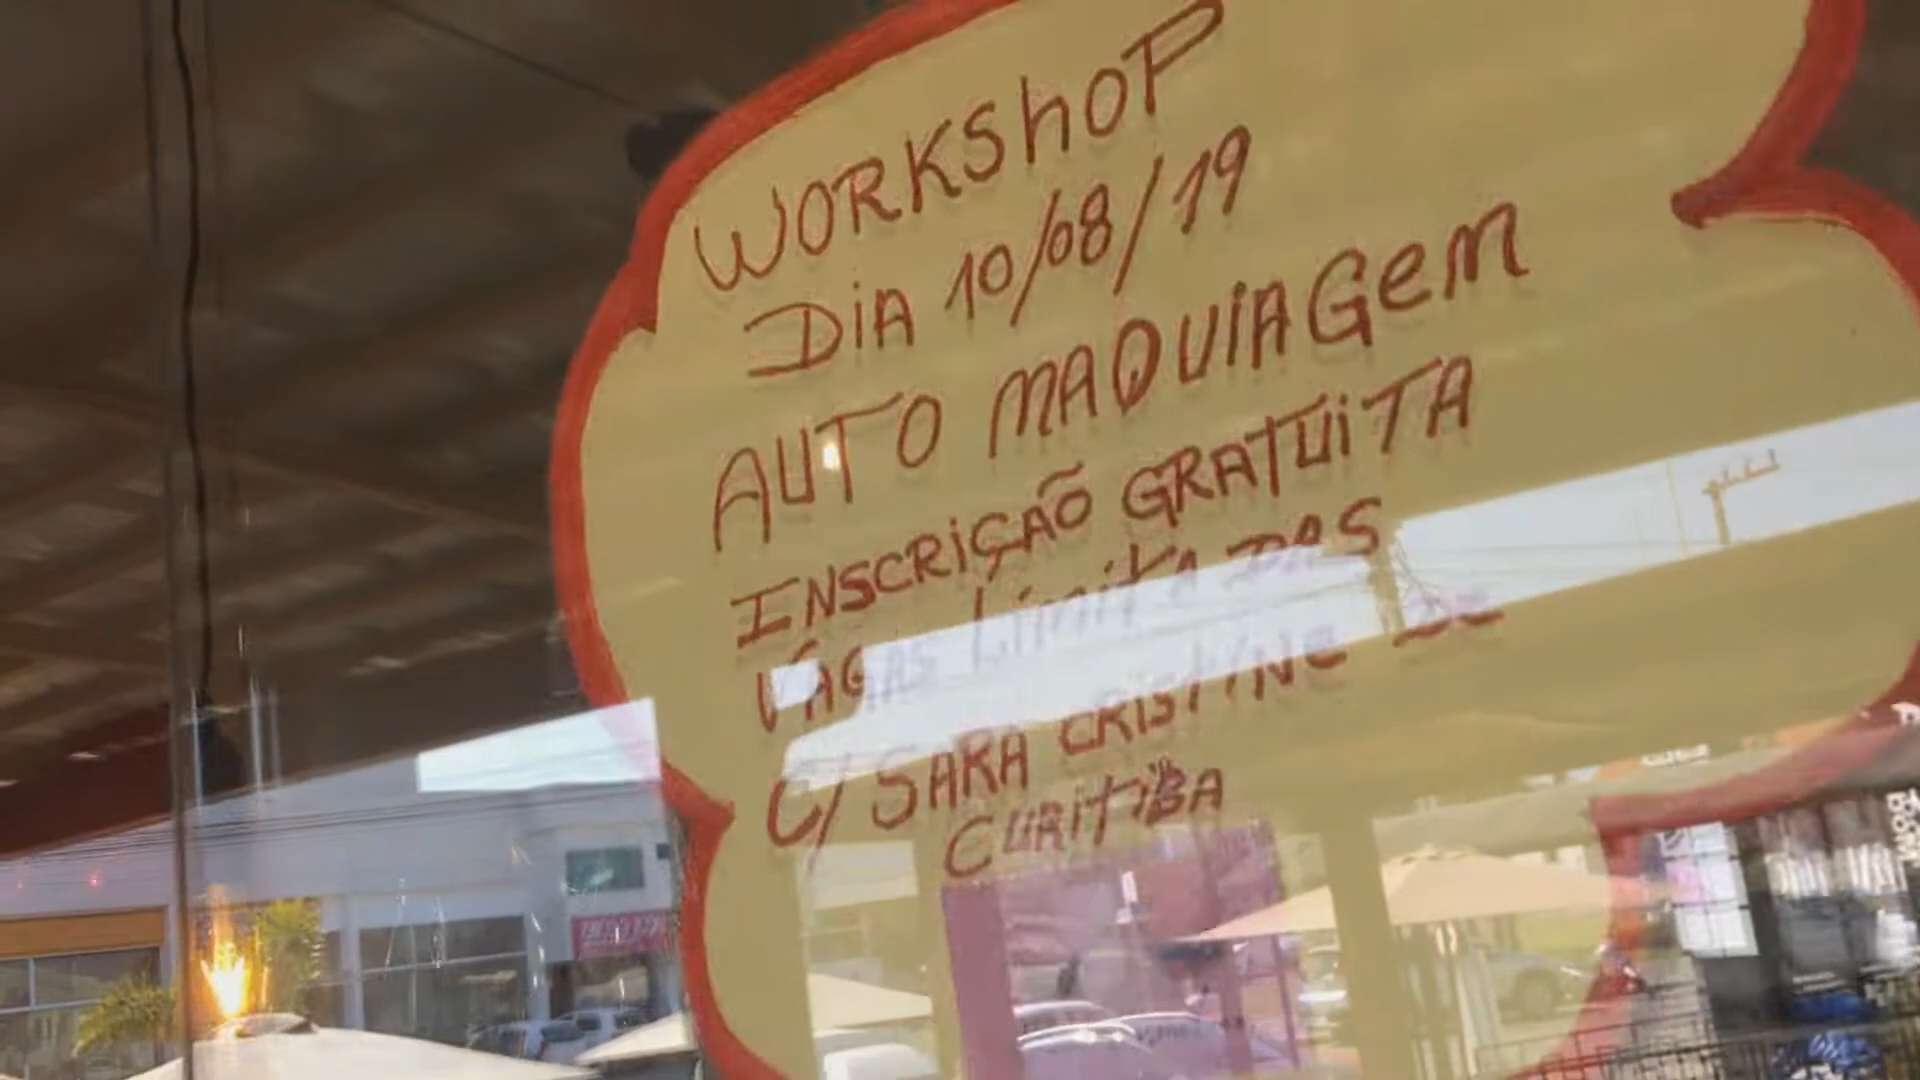 WORKSHOP
DIA 10/08/19
AUTO MAQUIAGEM
INSCRIÇÃO GRATUITA
VAGAS LIMITADAS
C/ SARA CRISTINE DE
CURITIBA